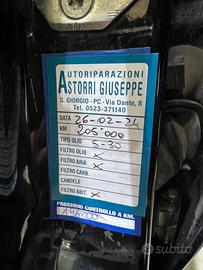 AUTORIPARAZIONI
ASTORRI GIUSEPPE
S. GIORGIO - PC - Via Dante, 8
Tel. 0523-371140
DATA 26-02-24
KM. 205.000
TIPO OLIO 5-30
FILTRO OLIO X
FILTRO ARIA X
FILTRO CARB.
CANDELE
FILTRO ABIT. X
PROSSIMO CONTROLLO A KM.
subito